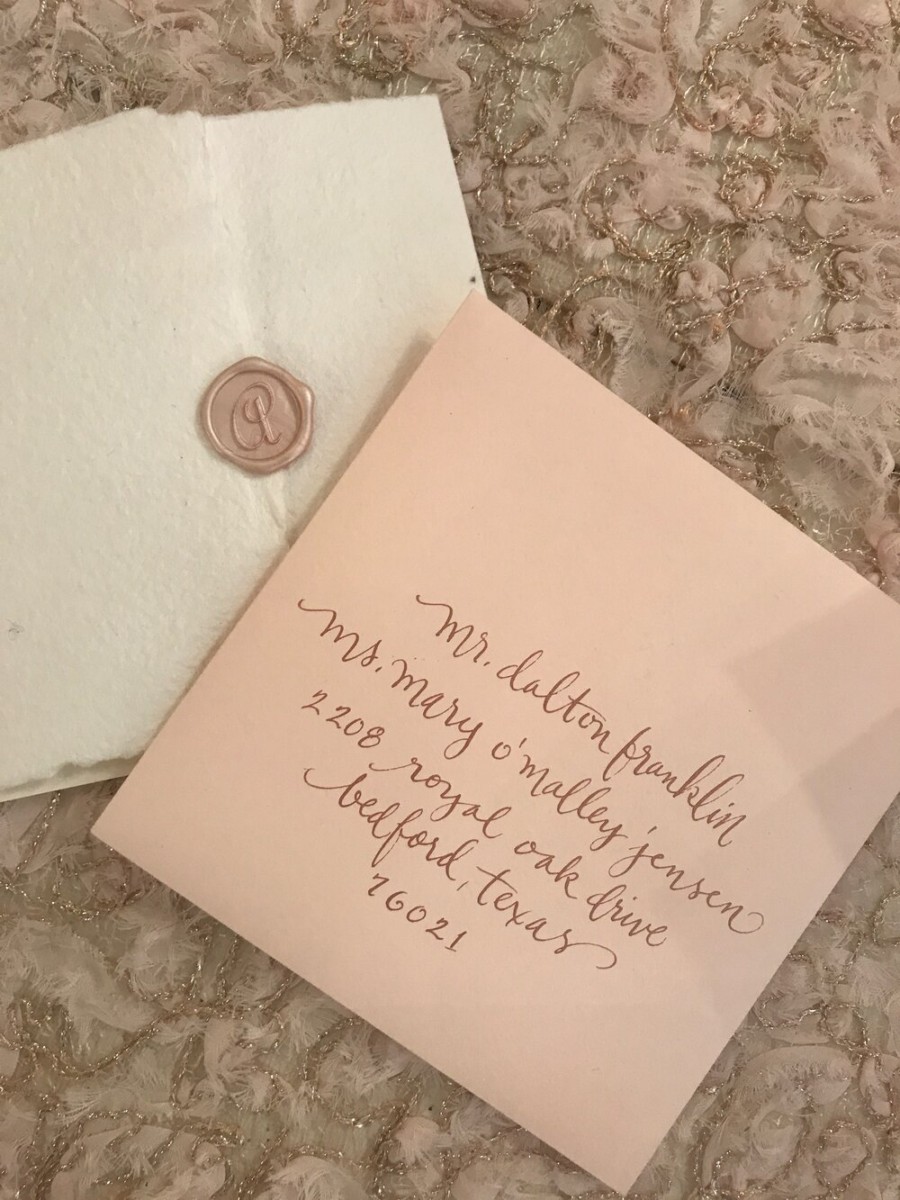 mr. dalton franklin
ms. mary o'malley jensen
2208 royal oak drive
bedford, texas
76021